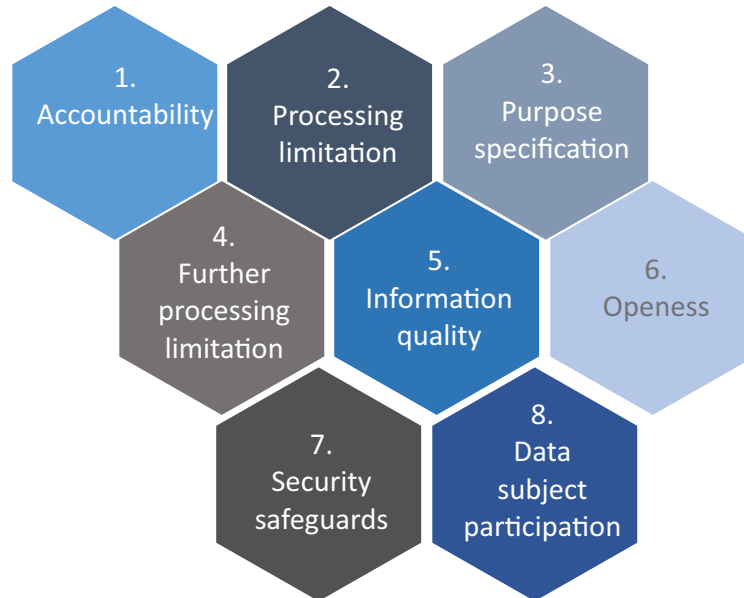 1.
Accountability
2.
Processing
limitation
3.
Purpose
specification
4.
Further
processing
limitation
5.
Information
quality
6.
Openess
7.
Security
safeguards
8.
Data
subject
participation